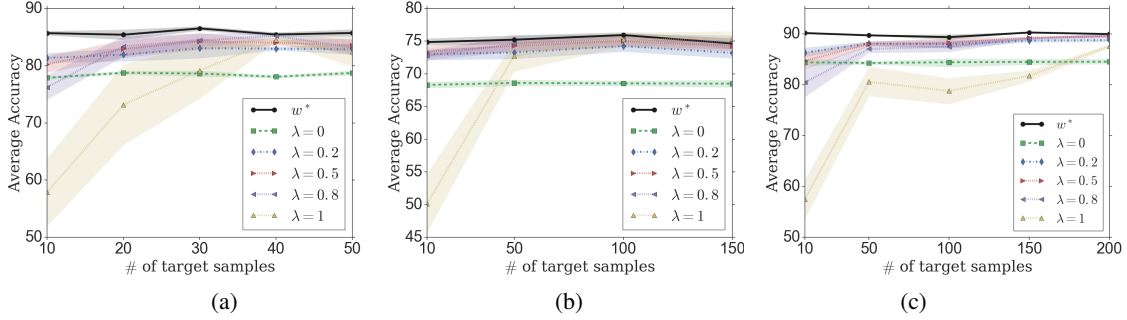 90
85
80
70
60
50
Average Accuracy
w*
λ = 0
λ = 0.2
λ = 0.5
λ = 0.8
λ = 1
10 20 30 40 50
# of target samples
(a)
80
75
70
65
60
55
50
45
Average Accuracy
w*
λ = 0
λ = 0.2
λ = 0.5
λ = 0.8
λ = 1
10 50 100 150
# of target samples
(b)
90
80
70
60
50
Average Accuracy
w*
λ = 0
λ = 0.2
λ = 0.5
λ = 0.8
λ = 1
10 50 100 150 200
# of target samples
(c)